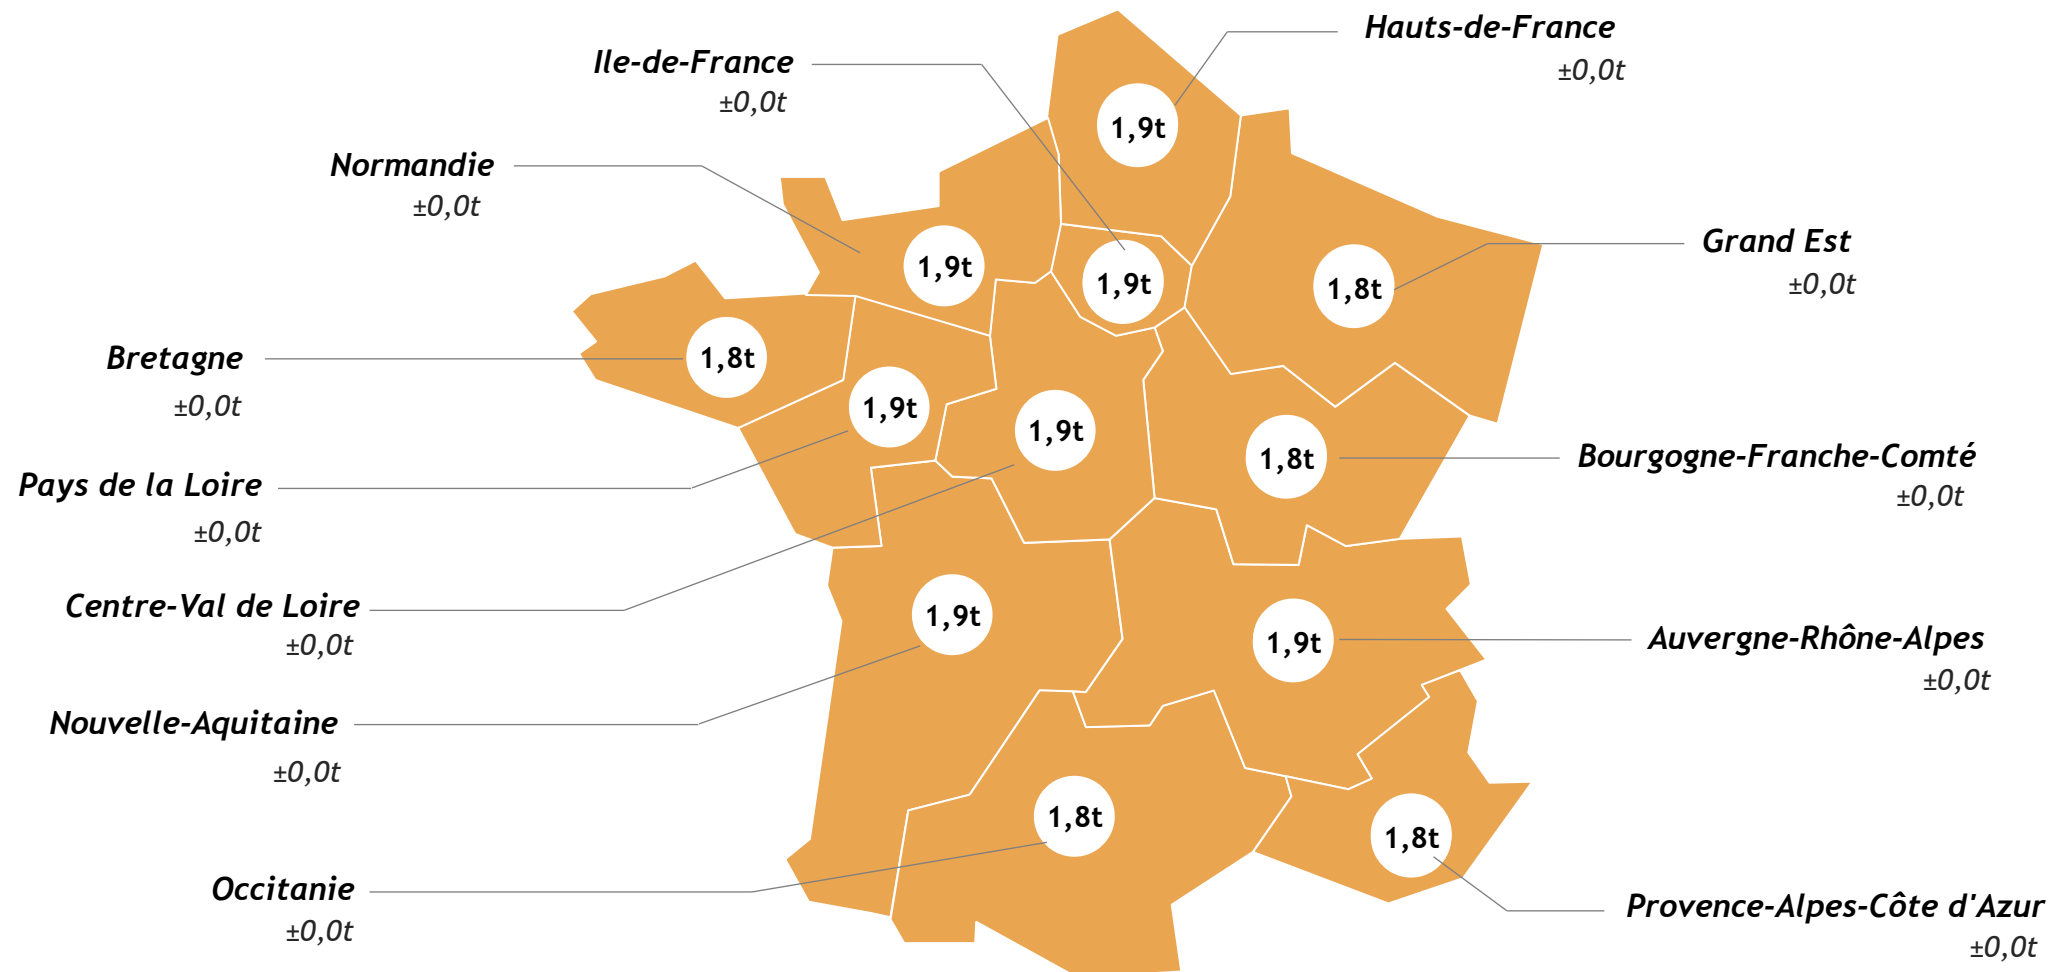 Hauts-de-France
±0,0t
1,9t
Ile-de-France
±0,0t
1,9t
Normandie
±0,0t
1,9t
Grand Est
±0,0t
1,8t
Bretagne
±0,0t
1,8t
Pays de la Loire
±0,0t
1,9t
Centre-Val de Loire
±0,0t
1,9t
Bourgogne-Franche-Comté
±0,0t
1,8t
Nouvelle-Aquitaine
±0,0t
1,9t
Auvergne-Rhône-Alpes
±0,0t
1,9t
Occitanie
±0,0t
1,8t
Provence-Alpes-Côte d'Azur
±0,0t
1,8t